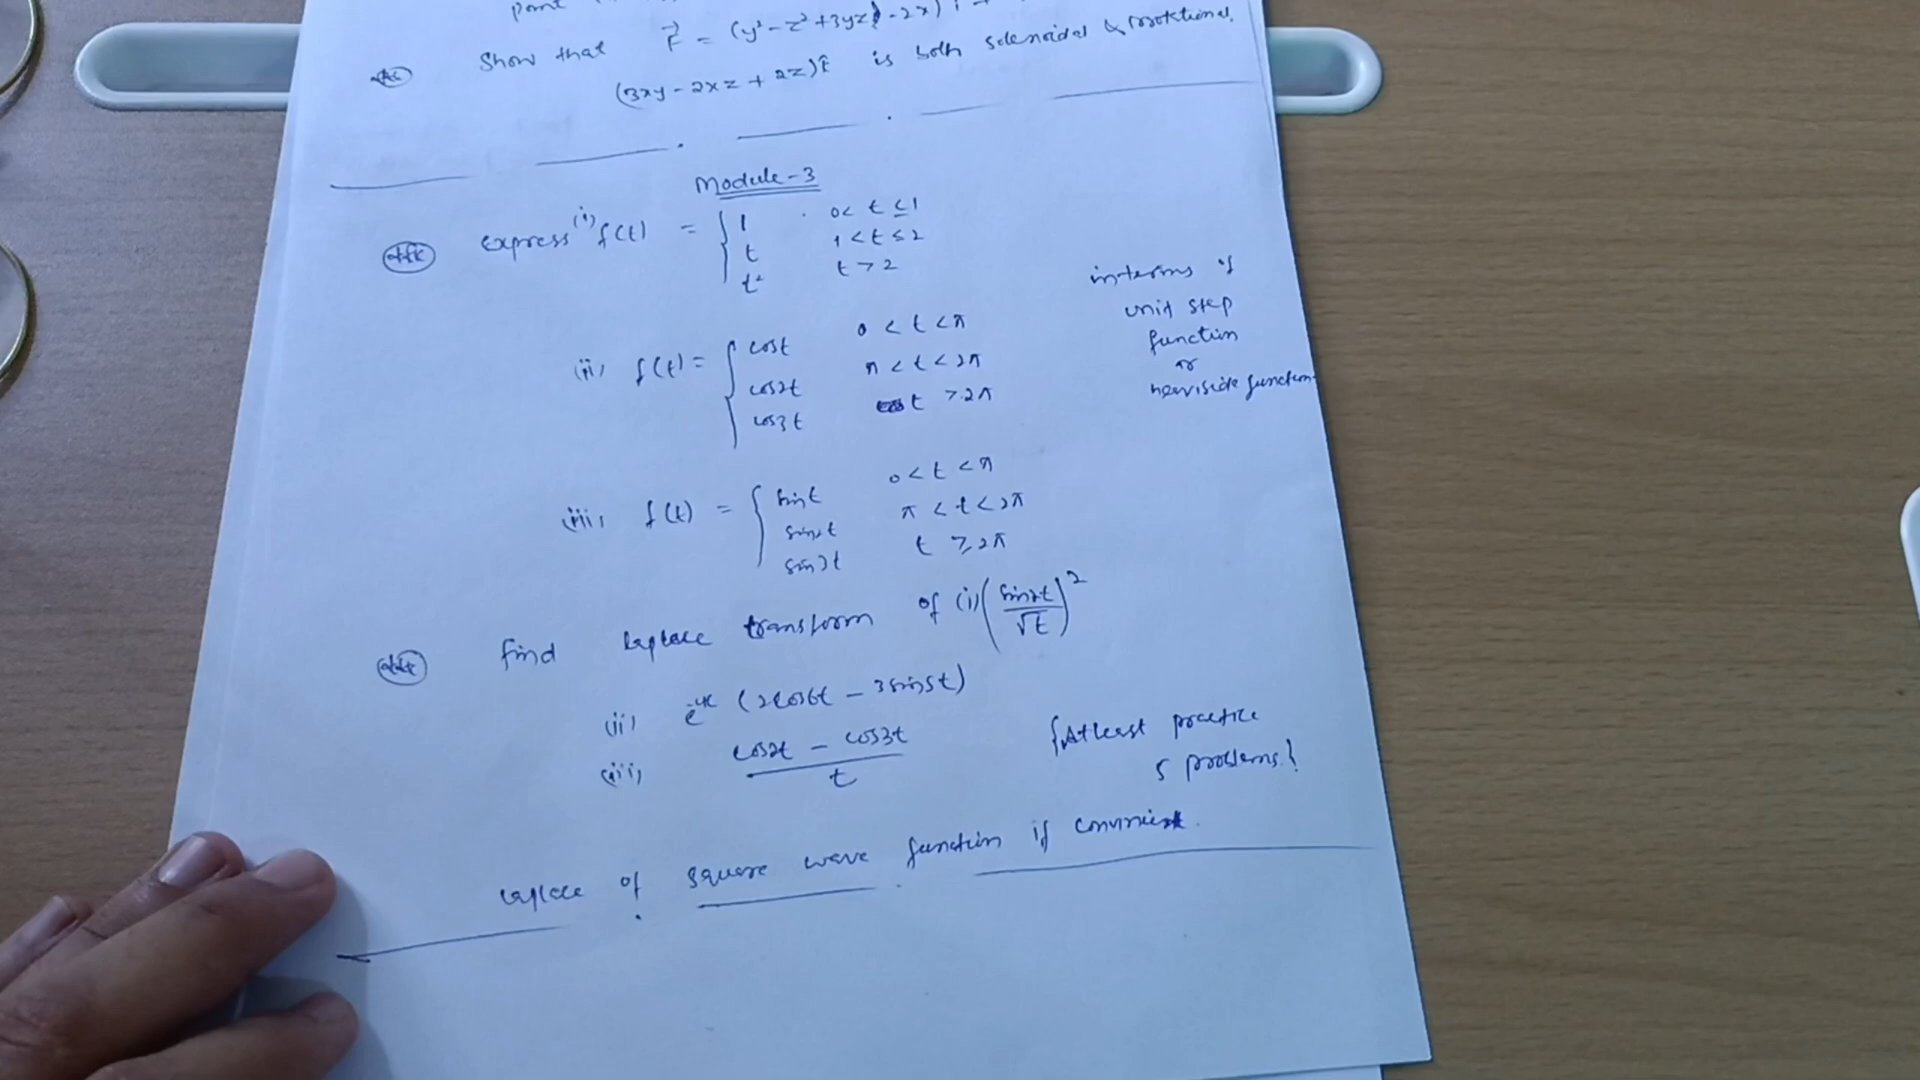 point
Show that F⃗ = (y² - z² + 3yz - 2x) i +
(3xy - 2xz + 2z) k̂ is both solenoidal & irrotational.
Module-3
Express (i) f(t) = { 1 0 < t ≤ 1
t 1 < t ≤ 2
t² t > 2
interms of
unit step
function
or
heaviside function
(ii) f(t) = { cost 0 < t < π
cos2t π < t < 2π
cos3t t > 2π
(iii) f(t) = { sint 0 < t < π
sin2t π < t < 2π
sin3t t ≥ 2π
find laplace transform of (i) (sin2t/√t)²
(ii) e^-4t (2cos6t - 3sin5t)
(iii) cos2t - cos3t / t
{Atleast practice
5 problems.}
laplace of square wave function if convinient.